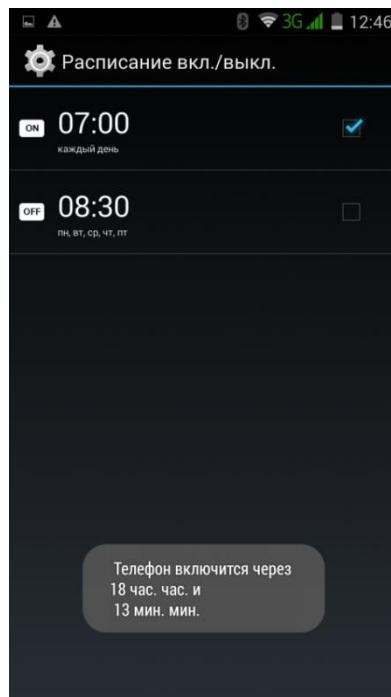 3G 12:46
Расписание вкл./выкл.
ON 07:00
каждый день
OFF 08:30
пн, вт, ср, чт, пт
Телефон включится через
18 час. час. и
13 мин. мин.